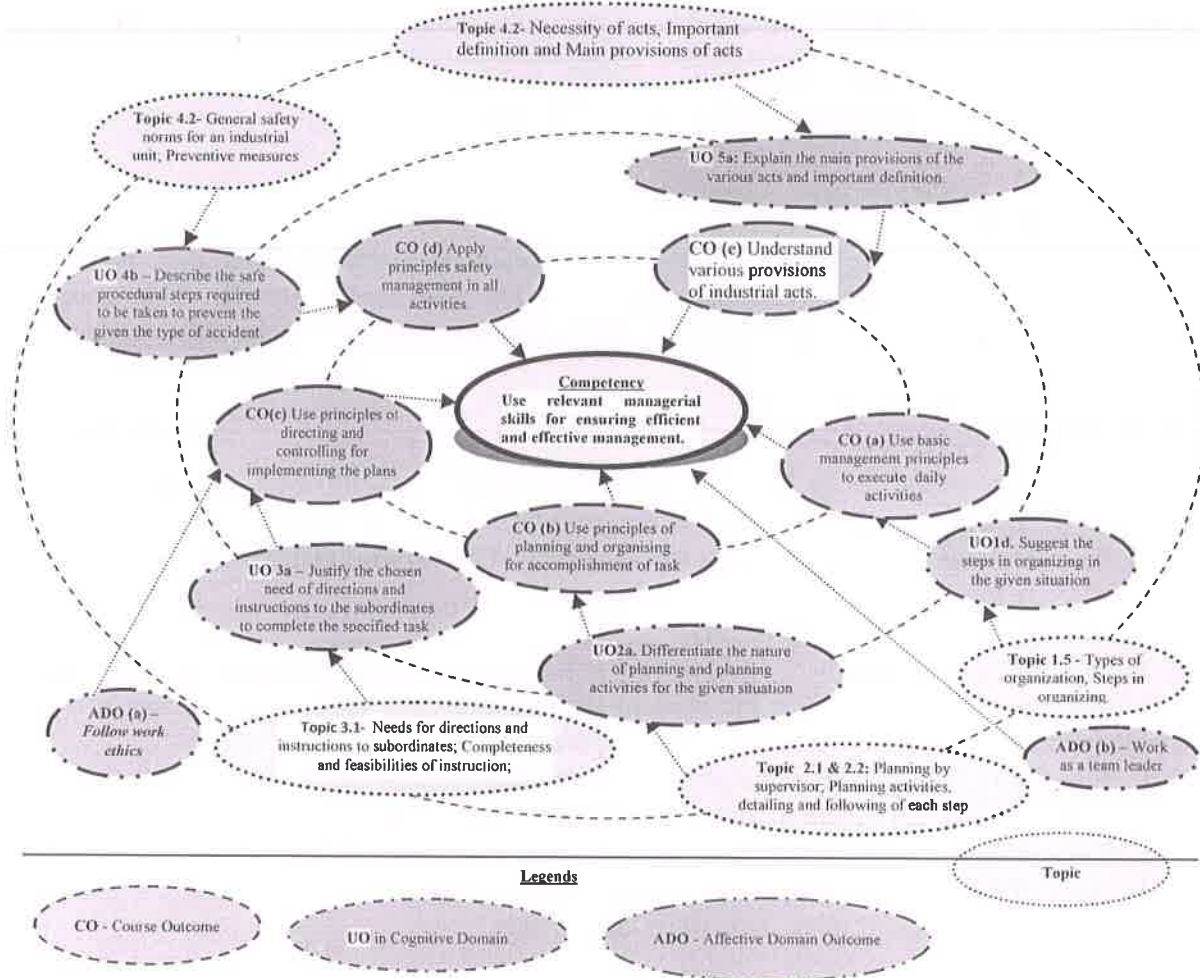 Topic 4.2- Necessity of acts, Important
definition and Main provisions of acts
Topic 4.2- General safety
norms for an industrial
unit, Preventive measures
UO 5a: Explain the main provisions of the
various acts and important definition.
UO 4b – Describe the safe
procedural steps required
to be taken to prevent the
given the type of accident.
CO (d) Apply
principles safety
management in all
activities
CO (e) Understand
various provisions
of industrial acts.
Competency
Use relevant managerial
skills for ensuring efficient
and effective management.
CO(c) Use principles of
directing and
controlling for
implementing the plans
CO (a) Use basic
management principles
to execute daily
activities
CO (b) Use principles of
planning and organising
for accomplishment of task
UO1d. Suggest the
steps in organizing in
the given situation
UO 3a – Justify the chosen
need of directions and
instructions to the subordinates
to complete the specified task
UO2a. Differentiate the nature
of planning and planning
activities for the given situation
Topic 1.5 - Types of
organization, Steps in
organizing.
ADO (a) –
Follow work
ethics
Topic 3.1- Needs for directions and
instructions to subordinates; Completeness
and feasibilities of instruction;
ADO (b) – Work
as a team leader
Topic 2.1 & 2.2: Planning by
supervisor; Planning activities,
detailing and following of each step
Legends
Topic
CO - Course Outcome
UO in Cognitive Domain
ADO - Affective Domain Outcome